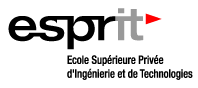 esprit
Ecole Supérieure Privée
d'Ingénierie et de Technologies